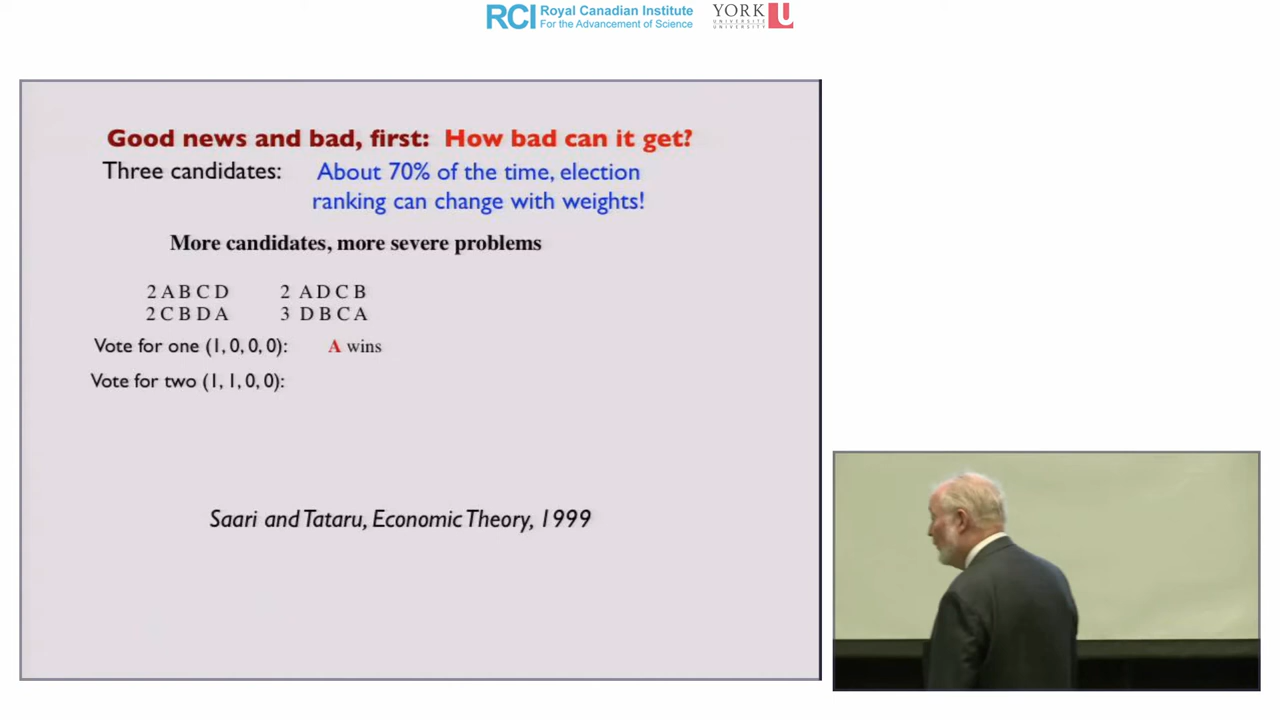 RCI Royal Canadian Institute
For the Advancement of Science
YORK U
UNIVERSITÉ
UNIVERSITY
Good news and bad, first: How bad can it get?
Three candidates: About 70% of the time, election
ranking can change with weights!
More candidates, more severe problems
2 A B C D 2 A D C B
2 C B D A 3 D B C A
Vote for one (1, 0, 0, 0): A wins
Vote for two (1, 1, 0, 0):
Saari and Tataru, Economic Theory, 1999